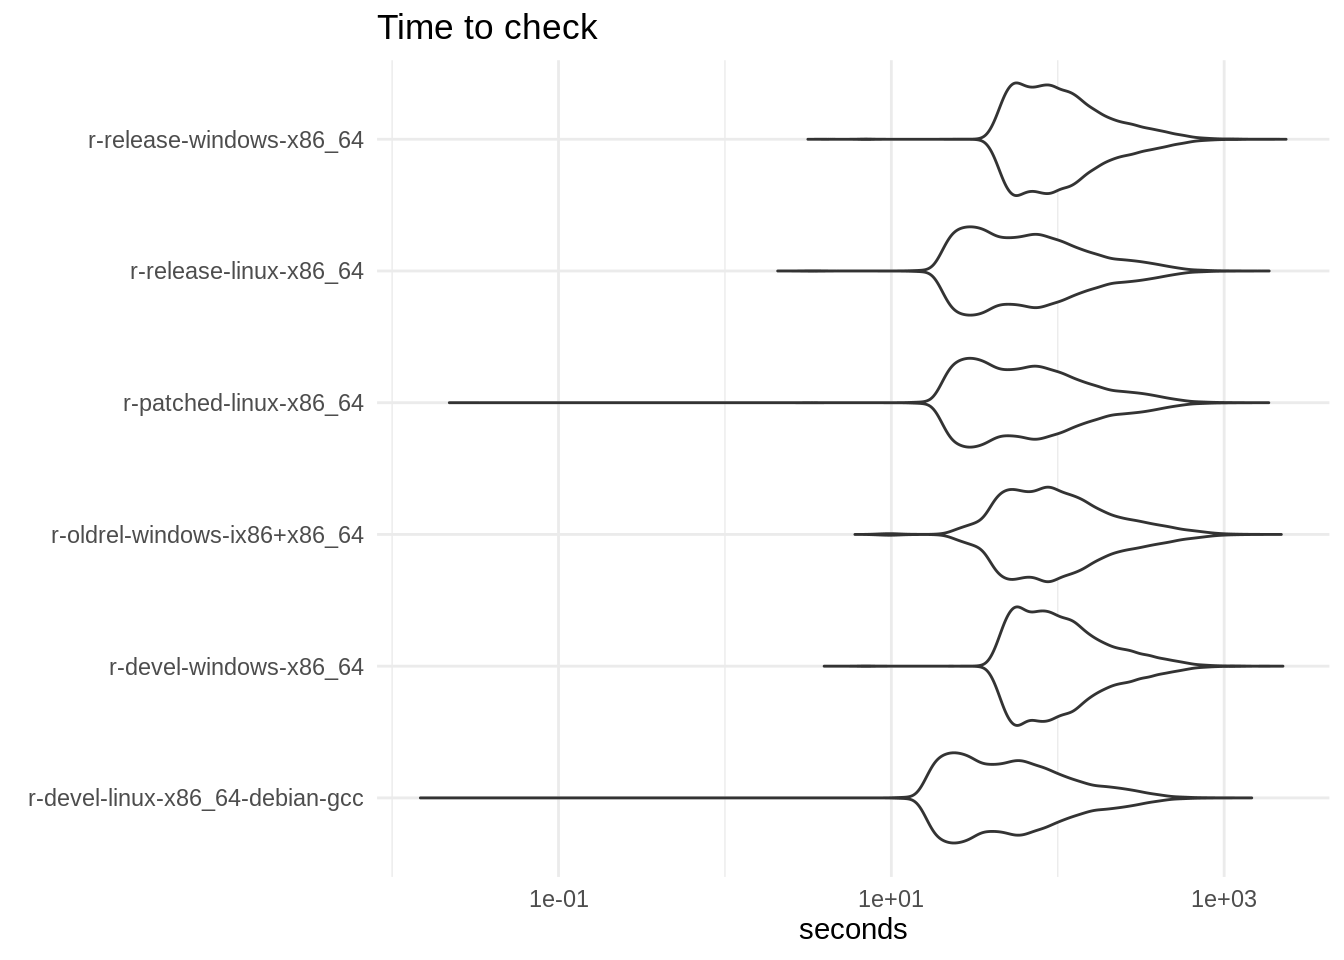 Time to check
r-release-windows-x86_64
r-release-linux-x86_64
r-patched-linux-x86_64
r-oldrel-windows-ix86+x86_64
r-devel-windows-x86_64
r-devel-linux-x86_64-debian-gcc
1e-01 1e+01 1e+03
seconds